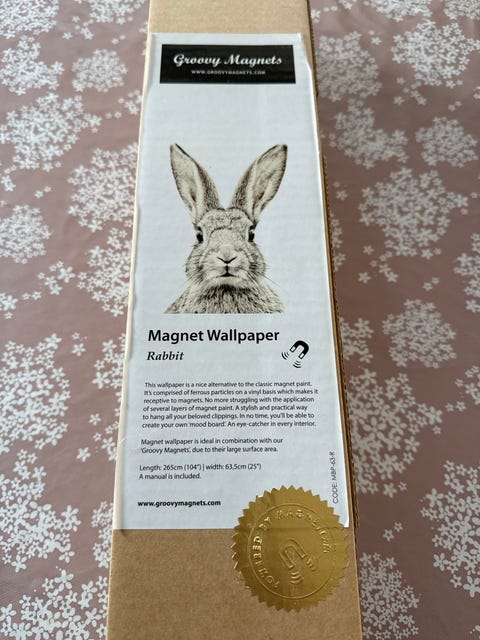 Groovy Magnets
WWW.GROOVYMAGNETS.COM
Magnet Wallpaper
Rabbit
This wallpaper is a nice alternative to the classic magnet paint.
It's comprised of ferrous particles on a vinyl basis which makes it
receptive to magnets. No more struggling with the application
of several layers of magnet paint. A stylish and practical way
to hang all your beloved clippings. In no time, you'll be able to
create your own 'mood board'. An eye-catcher in every interior.
Magnet wallpaper is ideal in combination with our
'Groovy Magnets', due to their large surface area.
Length: 265cm (104") | width: 63,5cm (25")
A manual is included.
www.groovymagnets.com
CODE: MBP-63-R
POWERED BY MAGNETISM